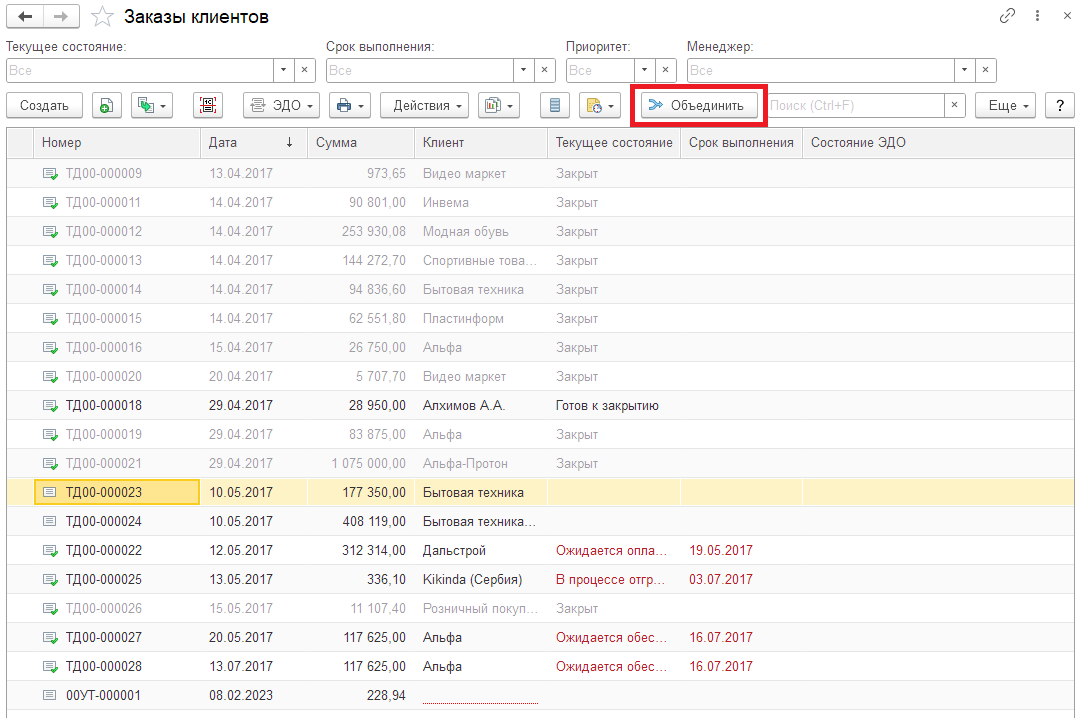 Заказы клиентов
Текущее состояние: Срок выполнения: Приоритет: Менеджер:
Все Все Все Все
Создать ЭДО Действия Объединить Поиск (Ctrl+F) Еще ?
Номер Дата ↓ Сумма Клиент Текущее состояние Срок выполнения Состояние ЭДО
ТД00-000009 13.04.2017 973,65 Видео маркет Закрыт
ТД00-000011 14.04.2017 90 801,00 Инвема Закрыт
ТД00-000012 14.04.2017 253 930,08 Модная обувь Закрыт
ТД00-000013 14.04.2017 144 272,70 Спортивные това... Закрыт
ТД00-000014 14.04.2017 94 836,60 Бытовая техника Закрыт
ТД00-000015 14.04.2017 62 551,80 Пластинформ Закрыт
ТД00-000016 15.04.2017 26 750,00 Альфа Закрыт
ТД00-000020 20.04.2017 5 707,70 Видео маркет Закрыт
ТД00-000018 29.04.2017 28 950,00 Алхимов А.А. Готов к закрытию
ТД00-000019 29.04.2017 83 875,00 Альфа Закрыт
ТД00-000021 29.04.2017 1 075 000,00 Альфа-Протон Закрыт
ТД00-000023 10.05.2017 177 350,00 Бытовая техника
ТД00-000024 10.05.2017 408 119,00 Бытовая техника...
ТД00-000022 12.05.2017 312 314,00 Дальстрой Ожидается опла... 19.05.2017
ТД00-000025 13.05.2017 336,10 Kikinda (Сербия) В процессе отгр... 03.07.2017
ТД00-000026 15.05.2017 11 107,40 Розничный покуп... Закрыт
ТД00-000027 20.05.2017 117 625,00 Альфа Ожидается обес... 16.07.2017
ТД00-000028 13.07.2017 117 625,00 Альфа Ожидается обес... 16.07.2017
00УТ-000001 08.02.2023 228,94